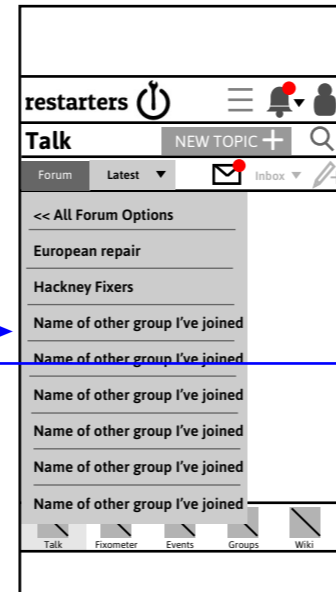 restarters
Talk NEW TOPIC
Forum Latest Inbox
<< All Forum Options
European repair
Hackney Fixers
Name of other group I've joined
Name of other group I've joined
Name of other group I've joined
Name of other group I've joined
Name of other group I've joined
Name of other group I've joined
Talk Fixometer Events Groups Wiki